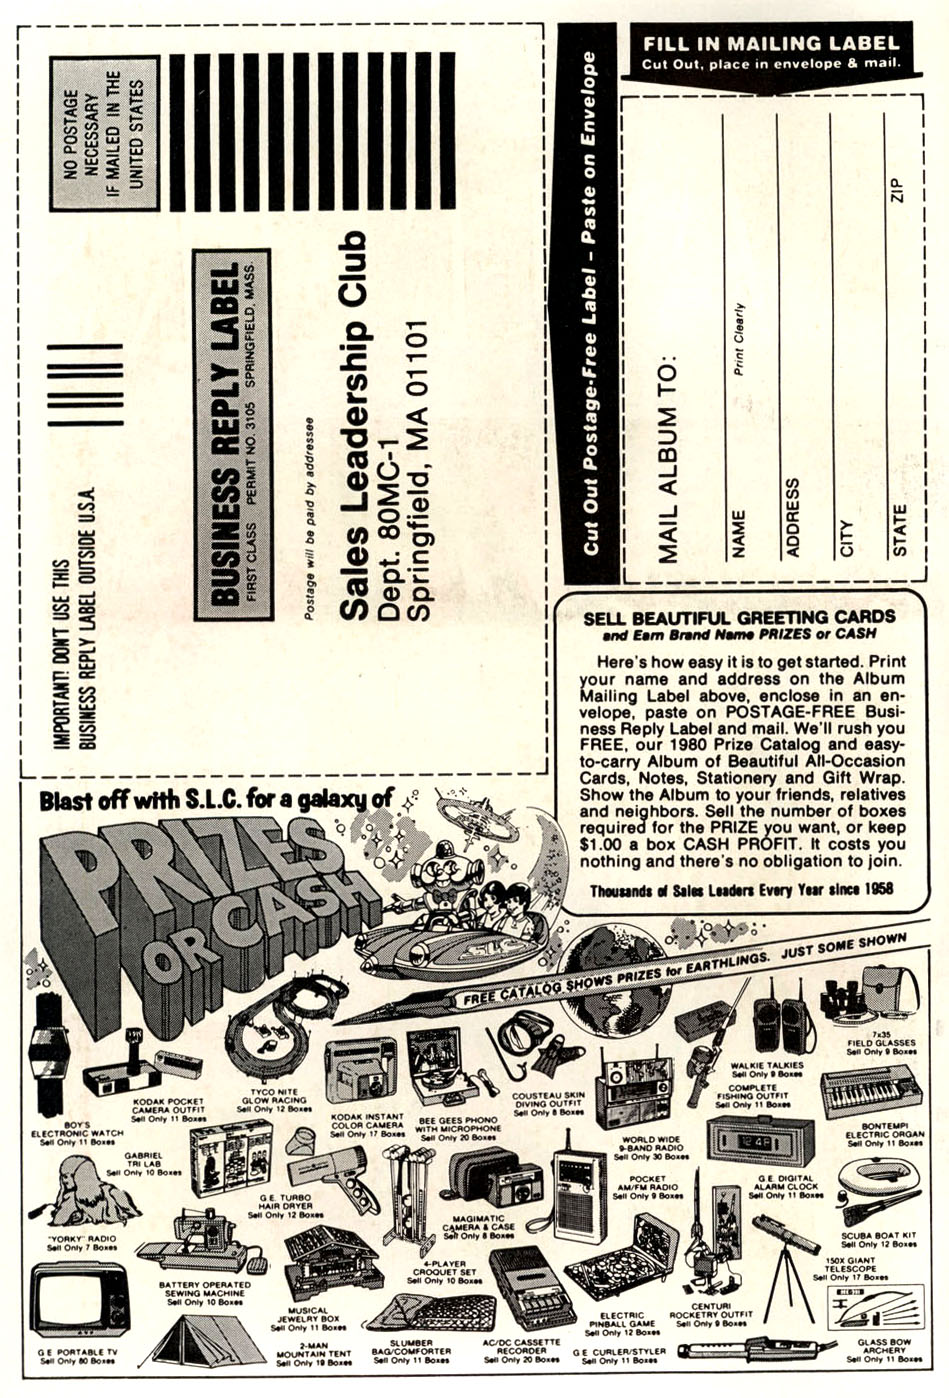 FILL IN MAILING LABEL
Cut Out, place in envelope & mail.
NO POSTAGE
NECESSARY
IF MAILED IN THE
UNITED STATES
IMPORTANT! DON'T USE THIS
BUSINESS REPLY LABEL OUTSIDE U.S.A.
BUSINESS REPLY LABEL
FIRST CLASS PERMIT NO. 3105 SPRINGFIELD, MASS.
Postage will be paid by addressee
Sales Leadership Club
Dept. 80MC-1
Springfield, MA 01101
Cut Out Postage-Free Label - Paste on Envelope
MAIL ALBUM TO:
Print Clearly
NAME
ADDRESS
CITY
STATE ZIP
SELL BEAUTIFUL GREETING CARDS
and Earn Brand Name PRIZES or CASH
Here's how easy it is to get started. Print
your name and address on the Album
Mailing Label above, enclose in an en-
velope, paste on POSTAGE-FREE Busi-
ness Reply Label and mail. We'll rush you
FREE, our 1980 Prize Catalog and easy-
to-carry Album of Beautiful All-Occasion
Cards, Notes, Stationery and Gift Wrap.
Show the Album to your friends, relatives
and neighbors. Sell the number of boxes
required for the PRIZE you want, or keep
$1.00 a box CASH PROFIT. It costs you
nothing and there's no obligation to join.
Thousands of Sales Leaders Every Year since 1958
Blast off with S.L.C. for a galaxy of
PRIZES
OR CASH
SLC
FREE CATALOG SHOWS PRIZES for EARTHLINGS. JUST SOME SHOWN
BOY'S
ELECTRONIC WATCH
Sell Only 11 Boxes
KODAK POCKET
CAMERA OUTFIT
Sell Only 11 Boxes
TYCO NITE
GLOW RACING
Sell Only 12 Boxes
KODAK INSTANT
COLOR CAMERA
Sell Only 17 Boxes
BEE GEES PHONO
WITH MICROPHONE
Sell Only 20 Boxes
COUSTEAU SKIN
DIVING OUTFIT
Sell Only 8 Boxes
WORLD WIDE
9-BAND RADIO
Sell Only 30 Boxes
WALKIE TALKIES
Sell Only 9 Boxes
COMPLETE
FISHING OUTFIT
Sell Only 11 Boxes
7x35
FIELD GLASSES
Sell Only 9 Boxes
BONTEMPI
ELECTRIC ORGAN
Sell Only 11 Boxes
"YORKY" RADIO
Sell Only 7 Boxes
GABRIEL
TRI LAB
Sell Only 10 Boxes
G.E. TURBO
HAIR DRYER
Sell Only 12 Boxes
4-PLAYER
CROQUET SET
Sell Only 10 Boxes
MAGIMATIC
CAMERA & CASE
Sell Only 8 Boxes
POCKET
AM/FM RADIO
Sell Only 9 Boxes
G.E. DIGITAL
ALARM CLOCK
Sell Only 11 Boxes
SCUBA BOAT KIT
Sell Only 12 Boxes
BATTERY OPERATED
SEWING MACHINE
Sell Only 10 Boxes
MUSICAL
JEWELRY BOX
Sell Only 11 Boxes
ELECTRIC
PINBALL GAME
Sell Only 12 Boxes
CENTURI
ROCKETRY OUTFIT
Sell Only 9 Boxes
150X GIANT
TELESCOPE
Sell Only 17 Boxes
G E PORTABLE TV
Sell Only 80 Boxes
2-MAN
MOUNTAIN TENT
Sell Only 19 Boxes
SLUMBER
BAG/COMFORTER
Sell Only 11 Boxes
AC/DC CASSETTE
RECORDER
Sell Only 20 Boxes
G E CURLER/STYLER
Sell Only 11 Boxes
GLASS BOW
ARCHERY
Sell Only 11 Boxes